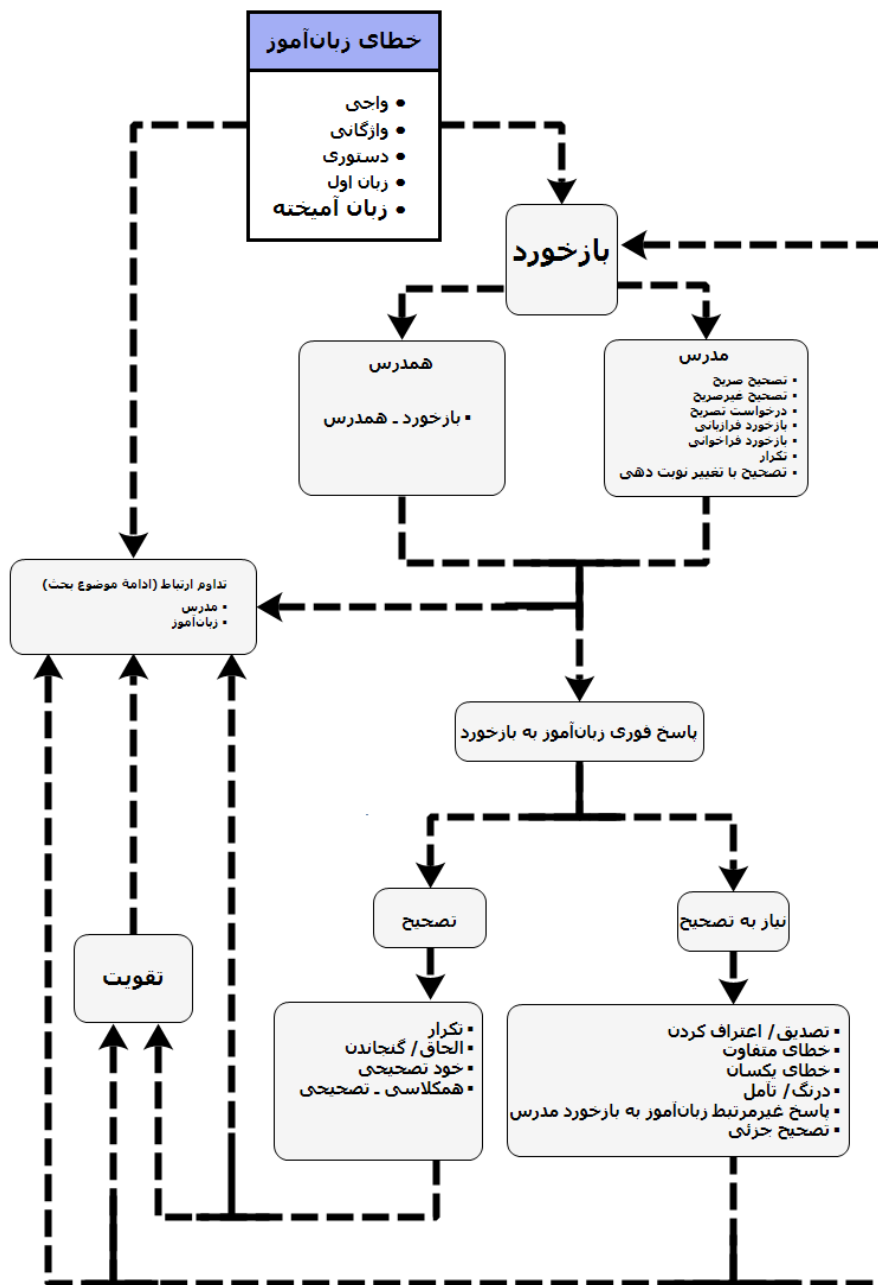 خطای زبان‌آموز
• واجی
• واژگانی
• دستوری
• زبان اول
• زبان آمیخته
بازخورد
مدرس
▪ تصحیح صریح
▪ تصحیح غیرصریح
▪ درخواست تصریح
▪ بازخورد فرازبانی
▪ بازخورد فراخوانی
▪ تکرار
▪ تصحیح با تغییر نوبت دهی
همدرس
▪ بازخورد ـ همدرس
تداوم ارتباط (ادامهٔ موضوع بحث)
▪ مدرس
▪ زبان‌آموز
پاسخ فوری زبان‌آموز به بازخورد
نیاز به تصحیح
تصحیح
تقویت
▪ تصدیق/ اعتراف کردن
▪ خطای متفاوت
▪ خطای یکسان
▪ درنگ/ تأمل
▪ پاسخ غیرمرتبط زبان‌آموز به بازخورد مدرس
▪ تصحیح جزئی
▪ تکرار
▪ الحاق/ گنجاندن
▪ خود تصحیحی
▪ همکلاسی ـ تصحیحی